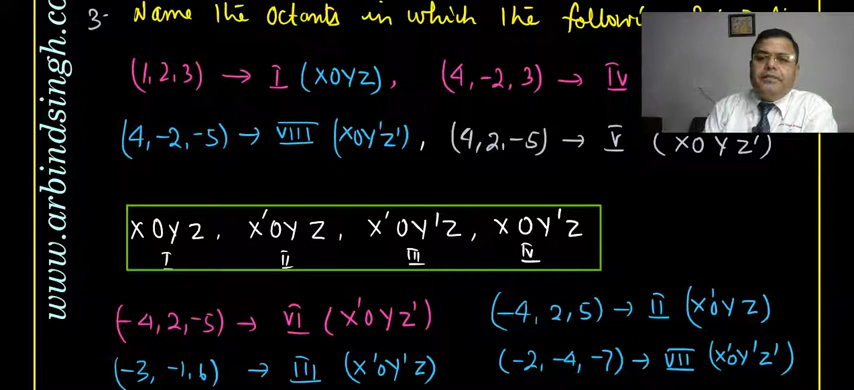 www.arbindsingh.co
3- Name the octants in which the followi
(1,2,3) → I (XOYZ), (4,-2,3) → IV
(4,-2,-5) → VIII (XOY'Z'), (4,2,-5) → V (XOYZ')
XOYZ, X'OYZ, X'OY'Z, XOY'Z
I II III IV
(-4,2,-5) → VI (X'OYZ') (-4,2,5) → II (X'OYZ)
(-3,-1,6) → III (X'OY'Z) (-2,-4,-7) → VII (X'OY'Z')